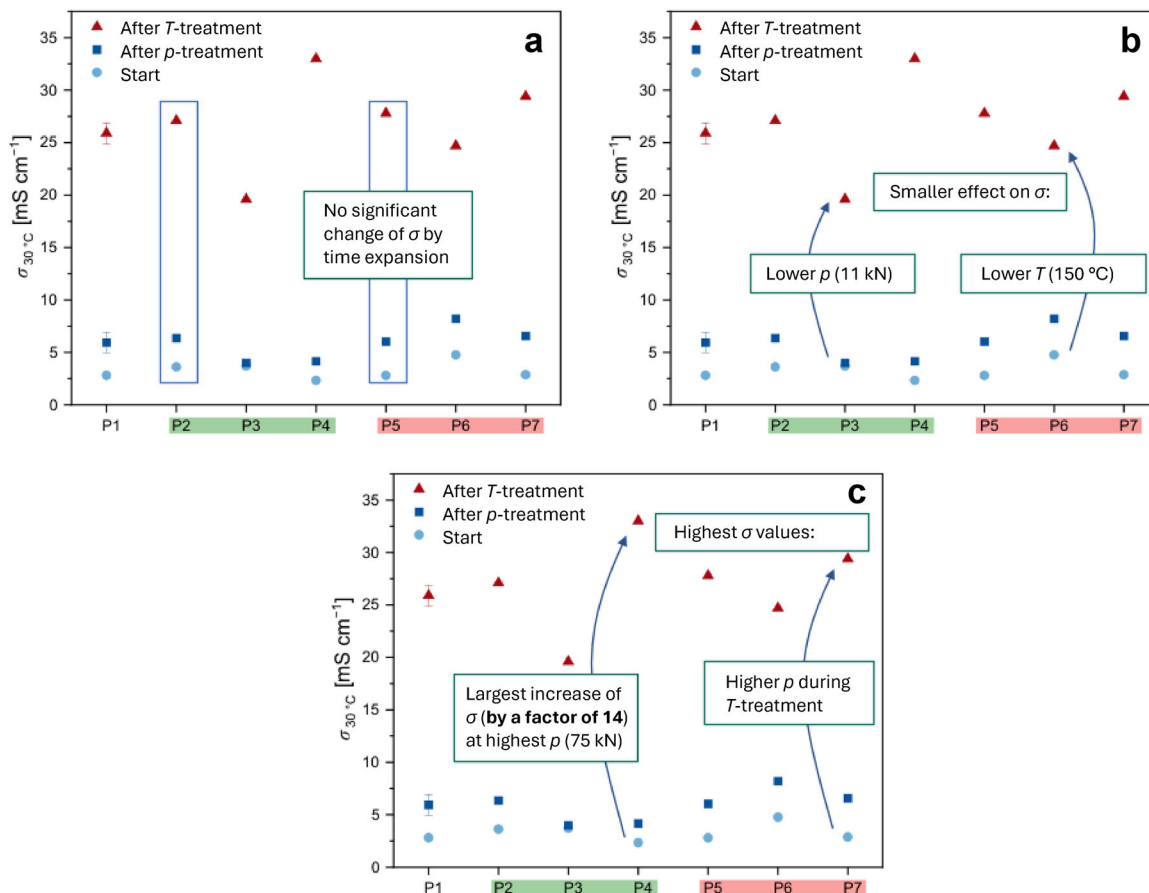 a
After T-treatment
After p-treatment
Start
35
30
25
20
15
10
5
0
σ30 °C [mS cm−1]
No significant
change of σ by
time expansion
P1 P2 P3 P4 P5 P6 P7
b
After T-treatment
After p-treatment
Start
35
30
25
20
15
10
5
0
σ30 °C [mS cm−1]
Smaller effect on σ:
Lower p (11 kN)
Lower T (150 °C)
P1 P2 P3 P4 P5 P6 P7
c
After T-treatment
After p-treatment
Start
35
30
25
20
15
10
5
0
σ30 °C [mS cm−1]
Highest σ values:
Largest increase of
σ (by a factor of 14)
at highest p (75 kN)
Higher p during
T-treatment
P1 P2 P3 P4 P5 P6 P7